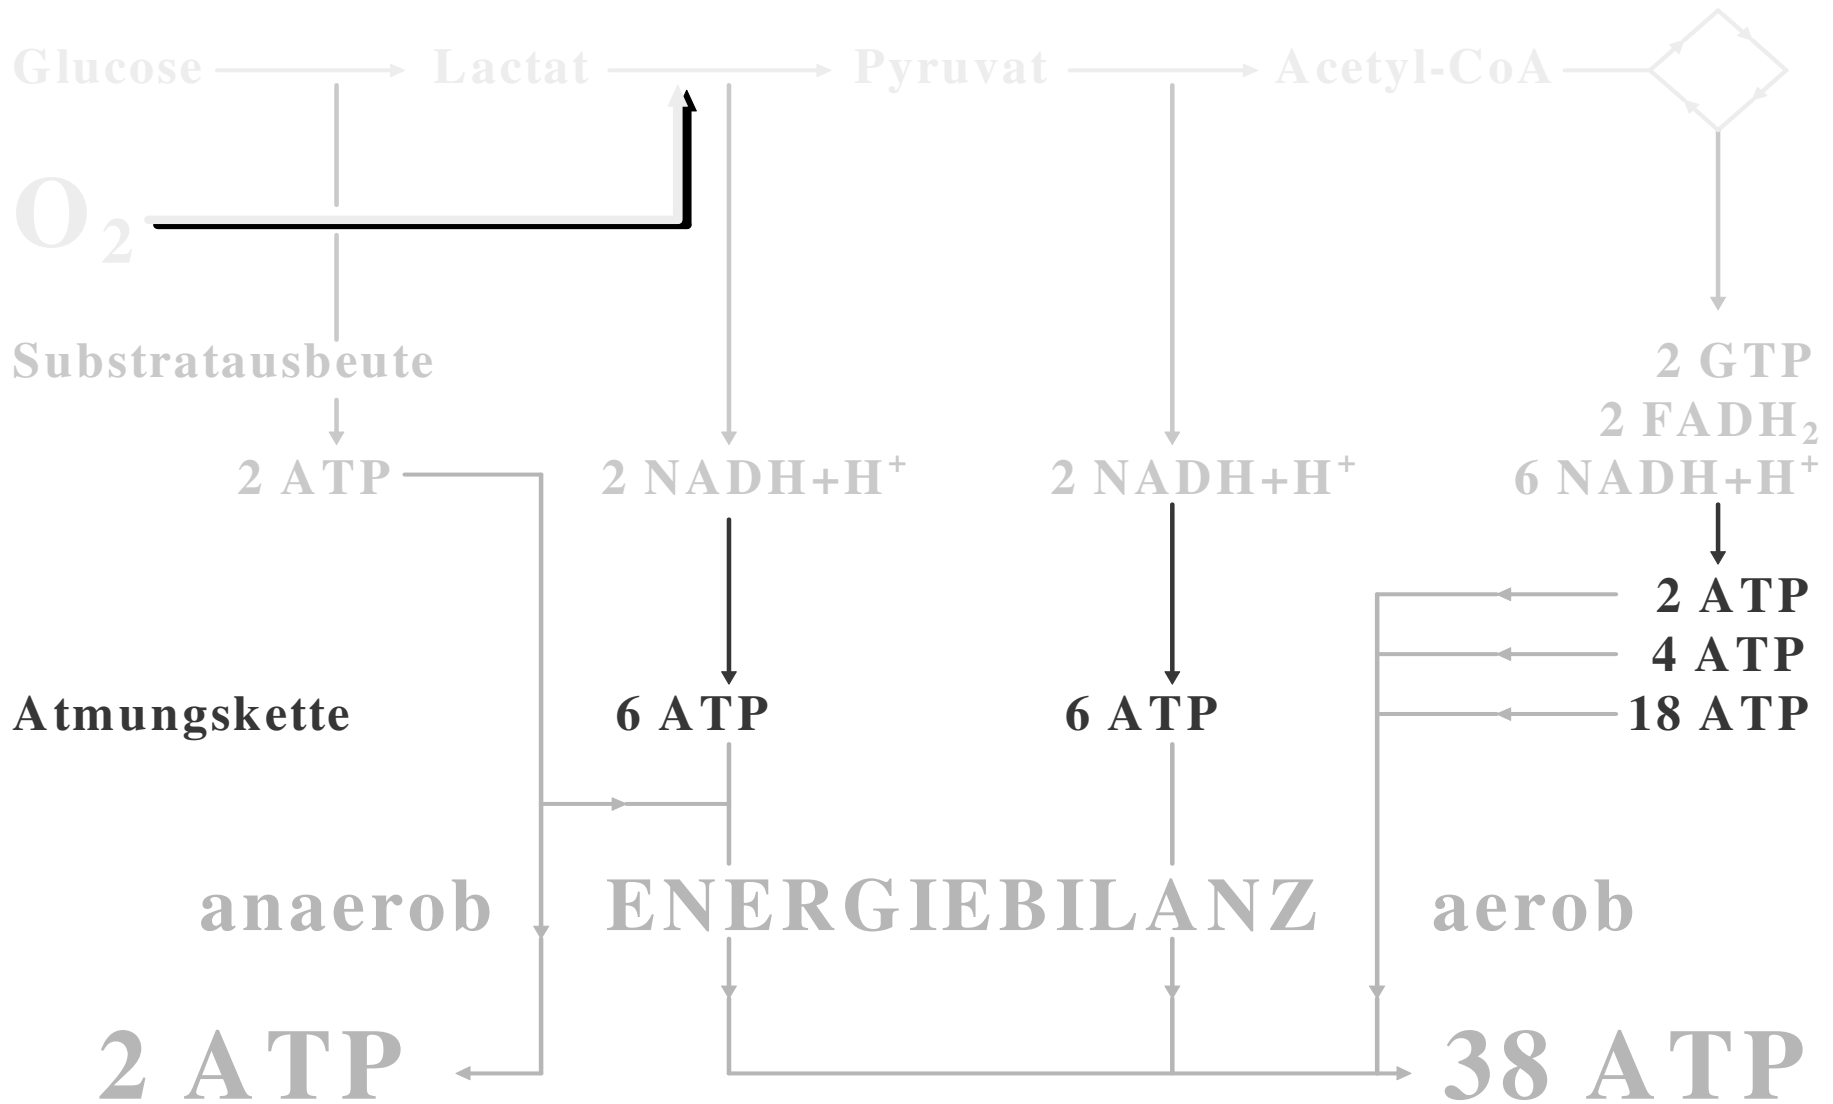 Glucose Lactat Pyruvat Acetyl-CoA
O₂
Substratausbeute 2 GTP
2 FADH₂
2 ATP 2 NADH+H⁺ 2 NADH+H⁺ 6 NADH+H⁺
2 ATP
4 ATP
Atmungskette 6 ATP 6 ATP 18 ATP
anaerob ENERGIEBILANZ aerob
2 ATP 38 ATP